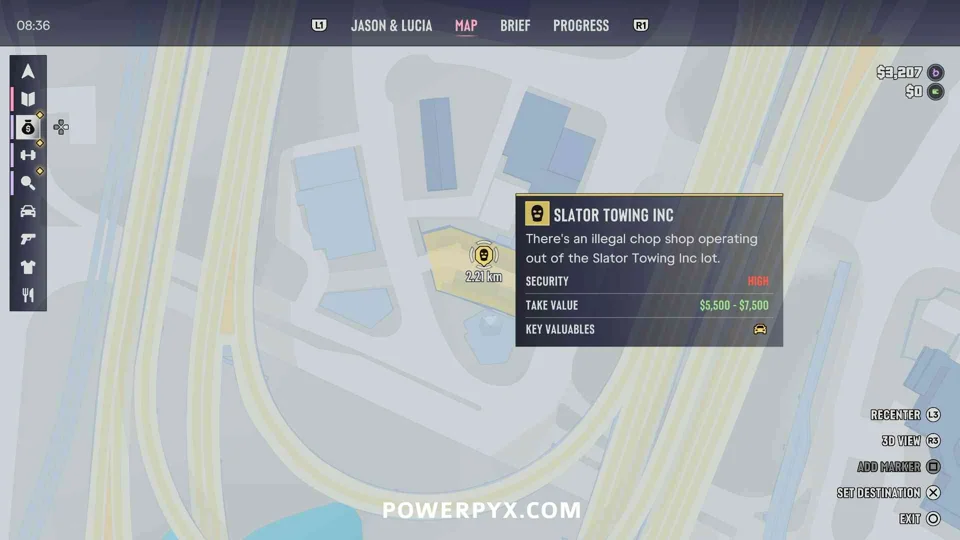 08:36
L1 JASON & LUCIA MAP BRIEF PROGRESS R1
$3,207
$0
SLATOR TOWING INC
There's an illegal chop shop operating
out of the Slator Towing Inc lot.
SECURITY HIGH
TAKE VALUE $5,500 - $7,500
KEY VALUABLES
2.21 km
RECENTER L3
3D VIEW R3
ADD MARKER
SET DESTINATION
EXIT
POWERPYX.COM